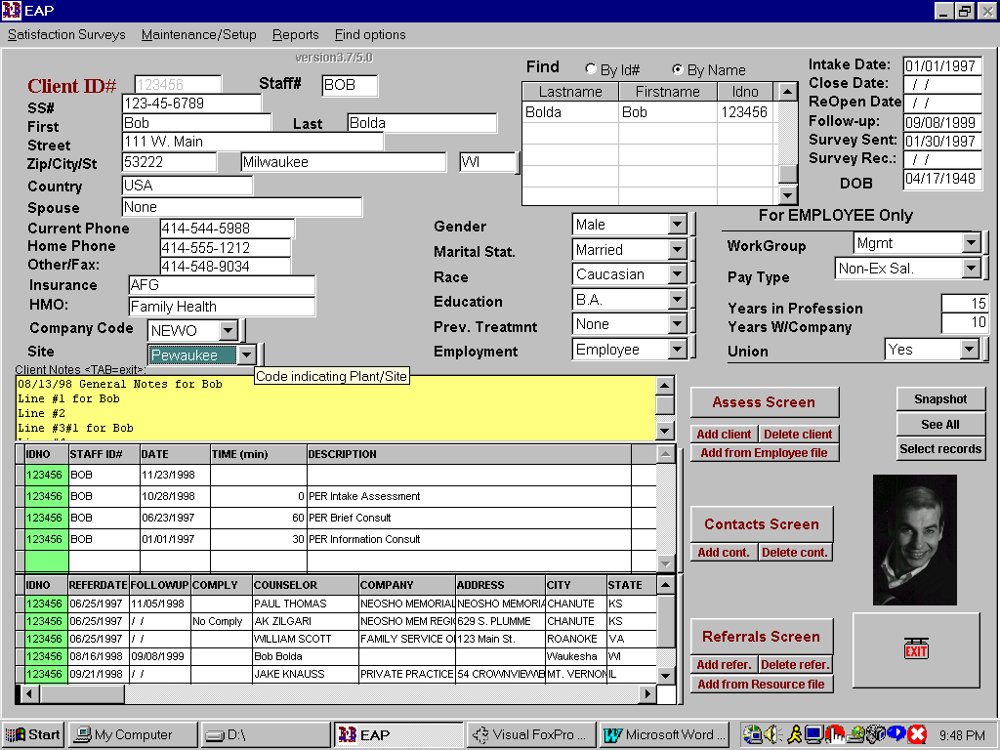 EAP
Satisfaction Surveys Maintenance/Setup Reports Find options
version3.7/5.0
Client ID# 123456 Staff# BOB
SS# 123-45-6789
First Bob Last Bolda
Street 111 W. Main
Zip/City/St 53222 Milwaukee WI
Country USA
Spouse None
Current Phone 414-544-5988
Home Phone 414-555-1212
Other/Fax: 414-548-9034
Insurance AFG
HMO: Family Health
Company Code NEWO
Site Pewaukee
Find By Id# By Name
Lastname Firstname Idno
Bolda Bob 123456
Intake Date: 01/01/1997
Close Date: / /
ReOpen Date / /
Follow-up: 09/08/1999
Survey Sent: 01/30/1997
Survey Rec.: / /
DOB 04/17/1948
Gender Male
Marital Stat. Married
Race Caucasian
Education B.A.
Prev. Treatmnt None
Employment Employee
For EMPLOYEE Only
WorkGroup Mgmt
Pay Type Non-Ex Sal.
Years in Profession 15
Years W/Company 10
Union Yes
Client Notes <TAB=exit>:
Code indicating Plant/Site
08/13/98 General Notes for Bob
Line #1 for Bob
Line #2
Line #3#1 for Bob
Assess Screen
Add client Delete client
Add from Employee file
Snapshot
See All
Select records
IDNO STAFF ID# DATE TIME (min) DESCRIPTION
123456 BOB 11/23/1998
123456 BOB 10/28/1998 0 PER Intake Assessment
123456 BOB 06/23/1997 60 PER Brief Consult
123456 BOB 01/01/1997 30 PER Information Consult
Contacts Screen
Add cont. Delete cont.
IDNO REFERDATE FOLLOWUP COMPLY COUNSELOR COMPANY ADDRESS CITY STATE
123456 06/25/1997 11/05/1998 PAUL THOMAS NEOSHO MEMORIAL NEOSHO MEMORIA CHANUTE KS
123456 06/25/1997 / / No Comply AK ZILGARI NEOSHO MEM REGI 629 S. PLUMME CHANUTE KS
123456 06/25/1997 / / WILLIAM SCOTT FAMILY SERVICE O 123 Main St. ROANOKE VA
123456 08/16/1998 09/08/1999 Bob Bolda Waukesha WI
123456 09/21/1998 / / JAKE KNAUSS PRIVATE PRACTICE 54 CROWNVIEWB MT. VERNON IL
Referrals Screen
Add refer. Delete refer.
Add from Resource file
EXIT
Start My Computer D:\ EAP Visual FoxPro ... Microsoft Word ... 9:48 PM